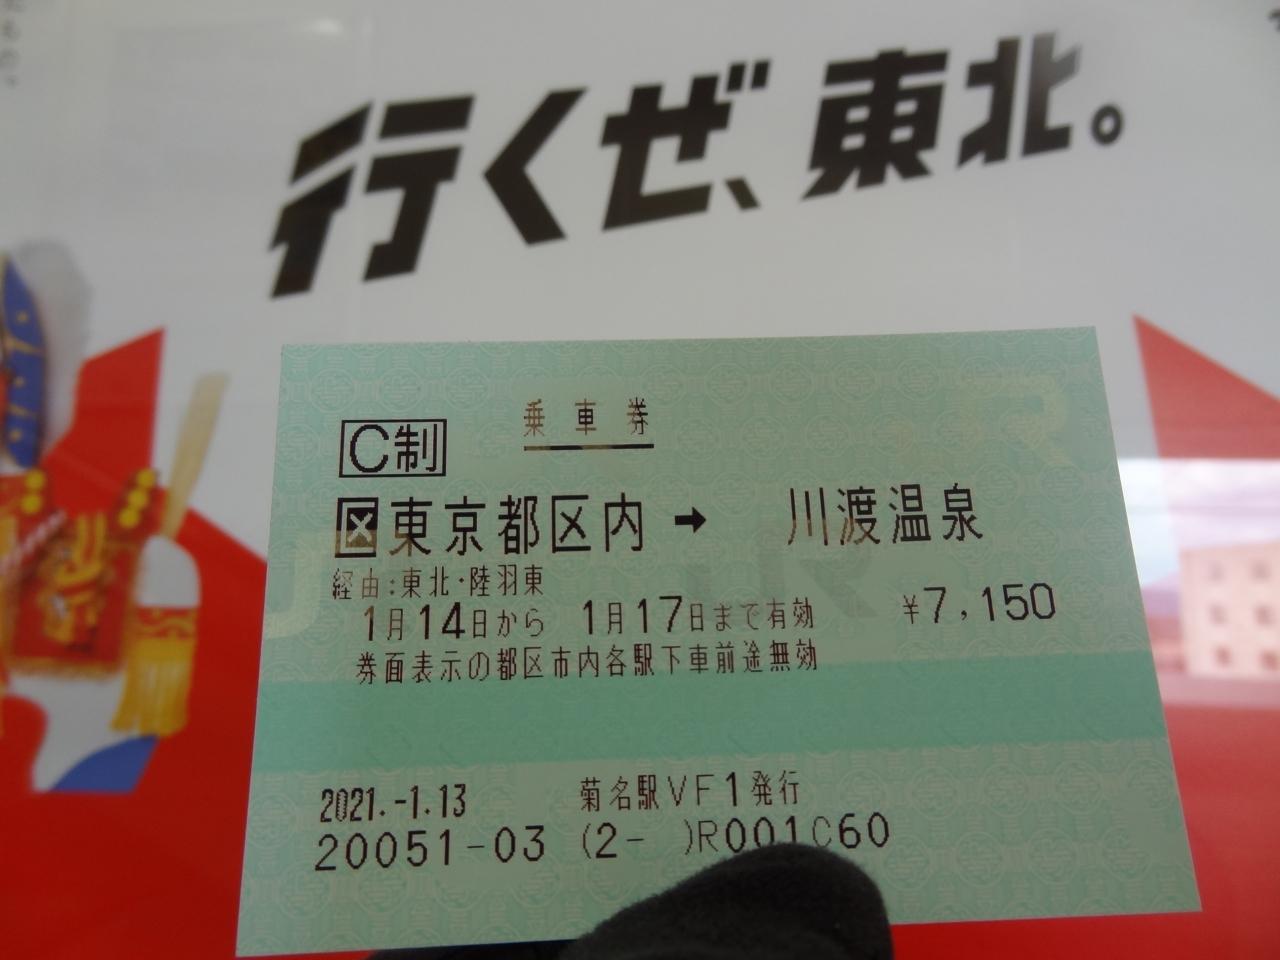 行くぜ、東北。
乗車券
C制
区東京都区内 → 川渡温泉
経由:東北・陸羽東
1月14日から 1月17日まで有効 ¥7,150
券面表示の都区市内各駅下車前途無効
2021.-1.13 菊名駅VF1発行
20051-03 (2- )R001C60